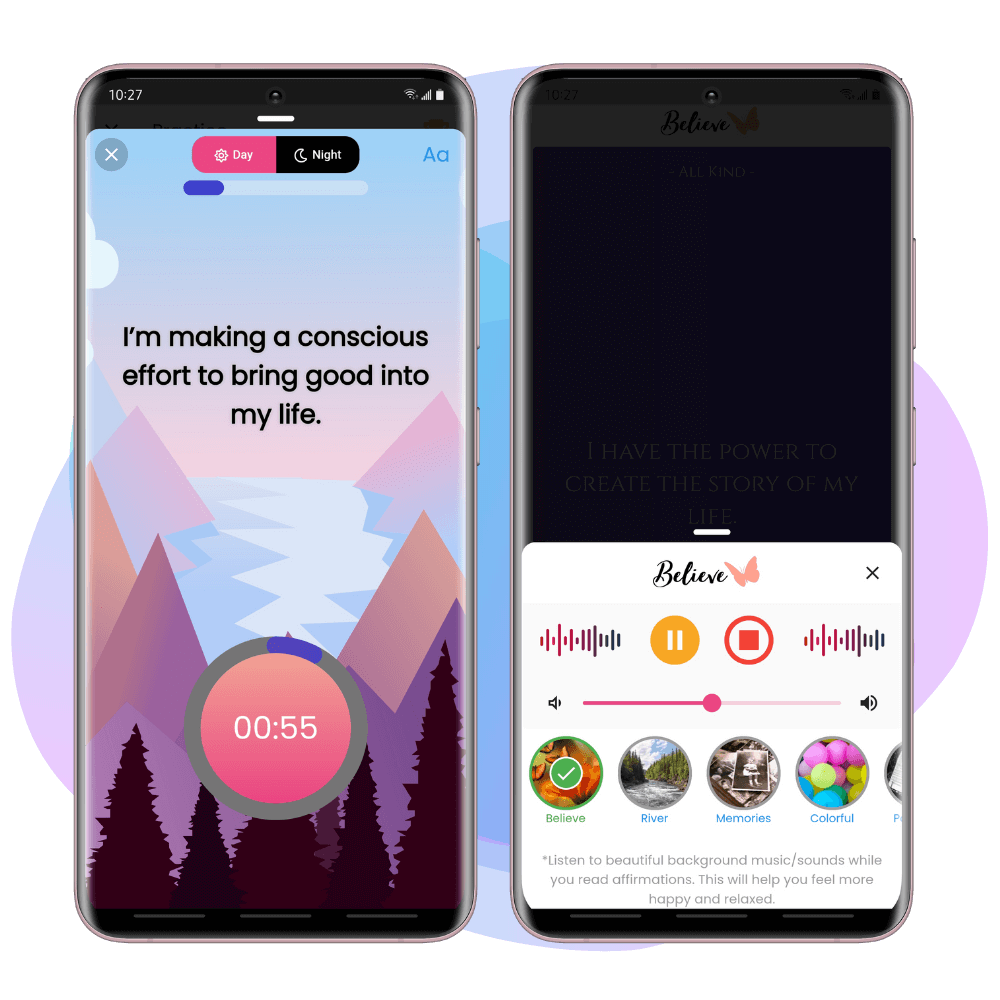 10:27
Practice
Day
Night
Aa
I'm making a conscious
effort to bring good into
my life.
00:55
10:27
Believe
- All Kind -
I have the power to
create the story of my
life.
Believe
Believe
River
Memories
Colorful
*Listen to beautiful background music/sounds while
you read affirmations. This will help you feel more
happy and relaxed.